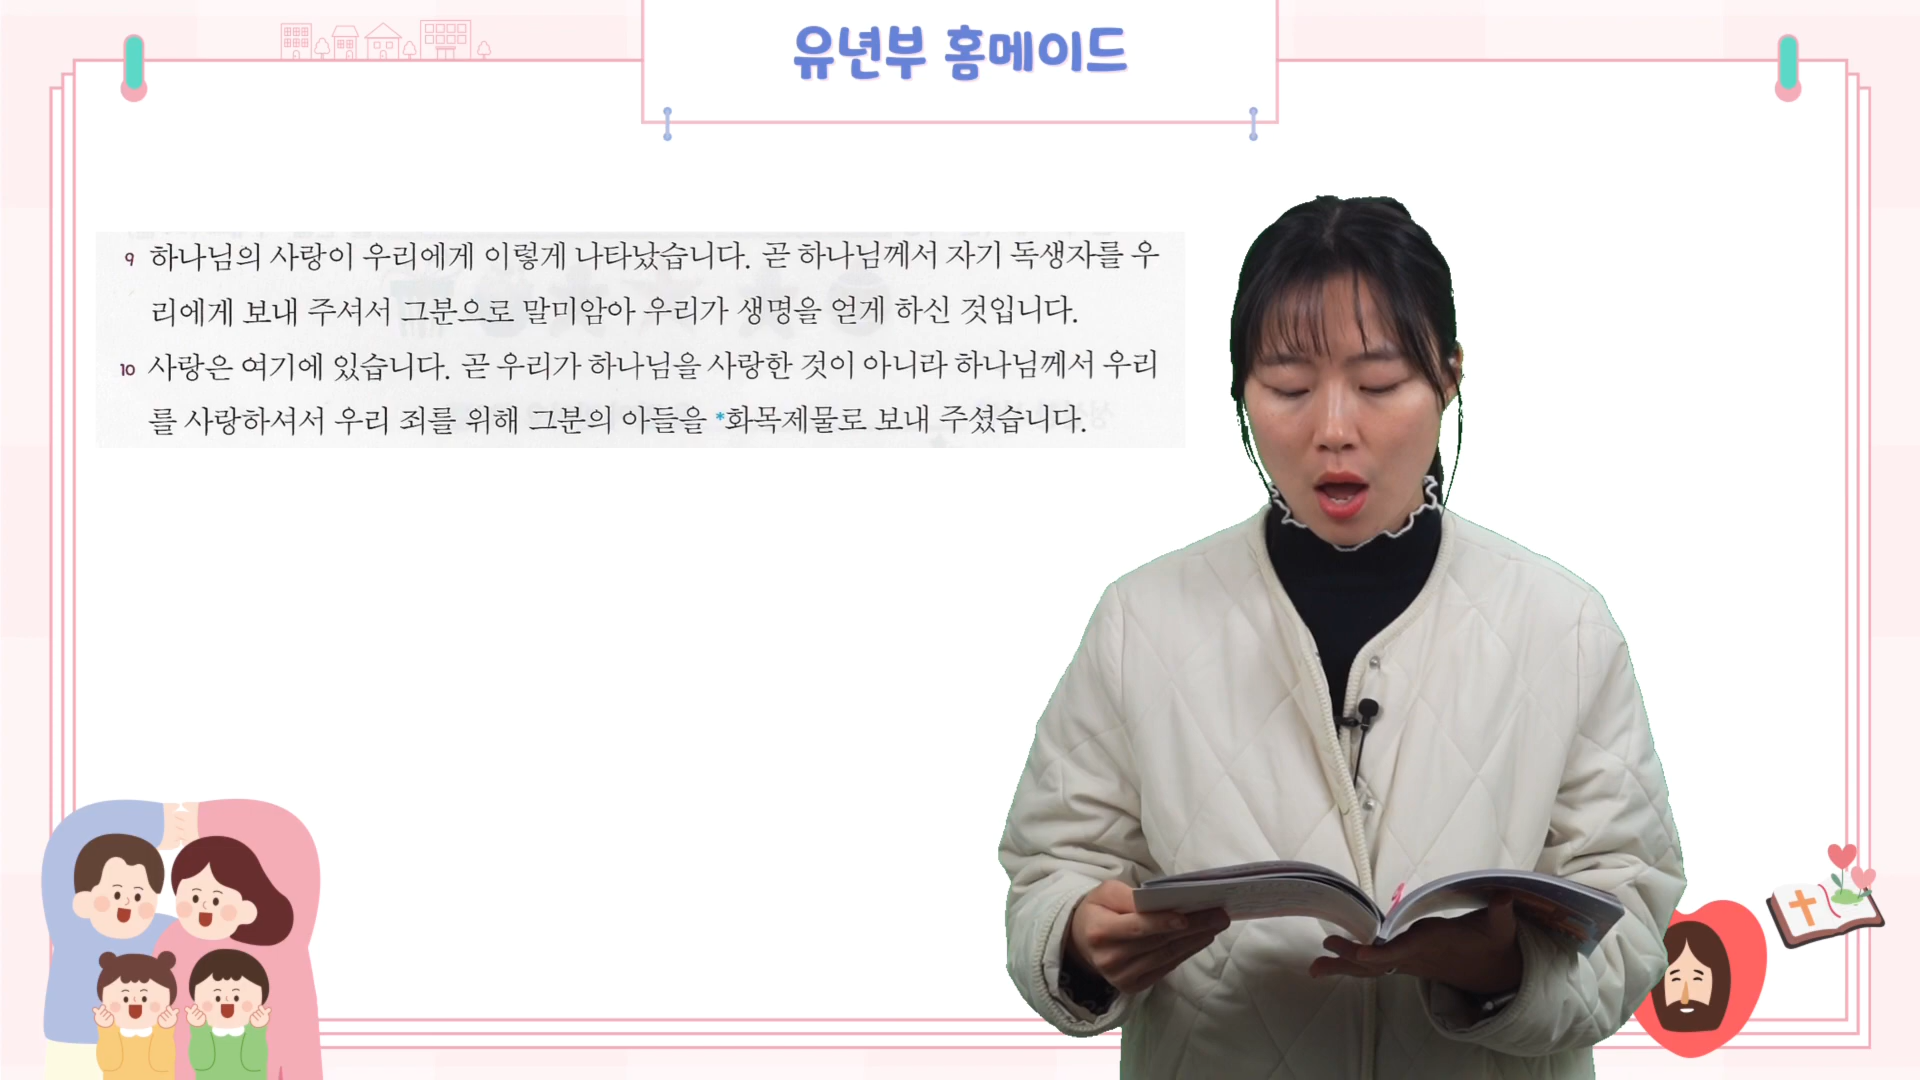 유년부 홈메이드
9 하나님의 사랑이 우리에게 이렇게 나타났습니다. 곧 하나님께서 자기 독생자를 우
리에게 보내 주셔서 그분으로 말미암아 우리가 생명을 얻게 하신 것입니다.
10 사랑은 여기에 있습니다. 곧 우리가 하나님을 사랑한 것이 아니라 하나님께서 우리
를 사랑하셔서 우리 죄를 위해 그분의 아들을 *화목제물로 보내 주셨습니다.